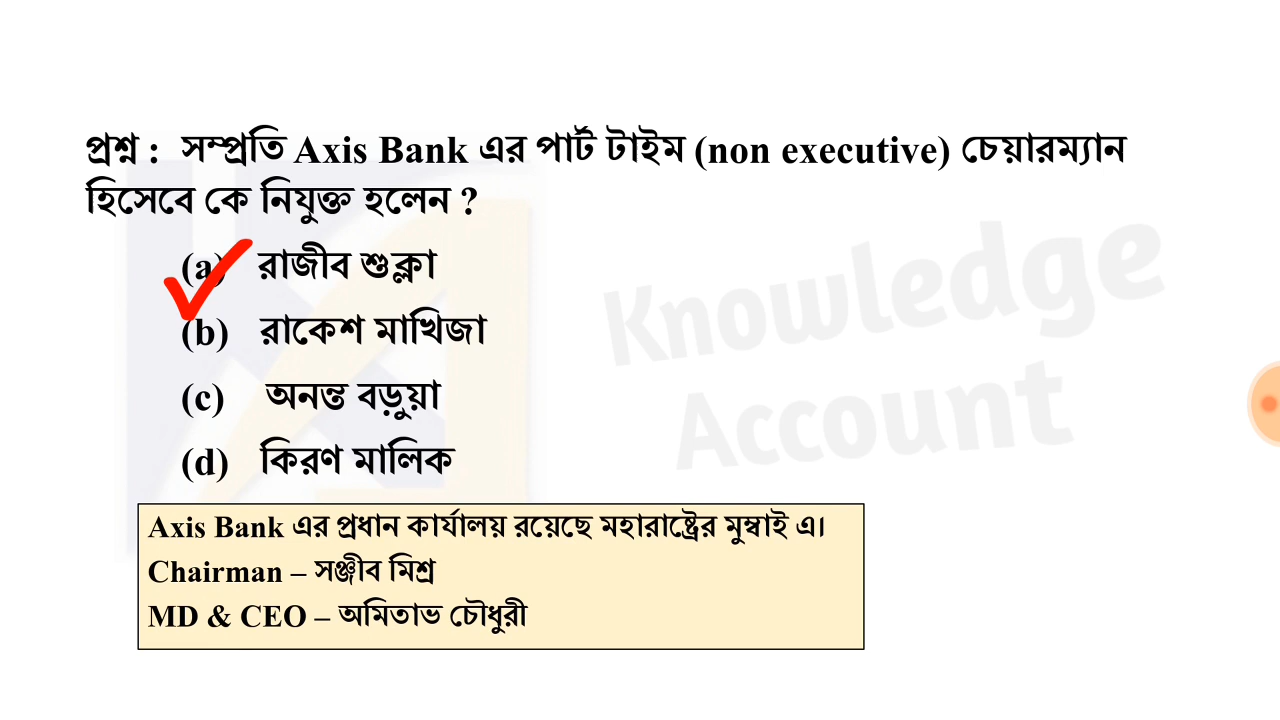 প্রশ্ন : সম্প্রতি Axis Bank এর পার্ট টাইম (non executive) চেয়ারম্যান
হিসেবে কে নিযুক্ত হলেন ?
(a) রাজীব শুক্লা
(b) রাকেশ মাখিজা
(c) অনন্ত বড়ুয়া
(d) কিরণ মালিক
Knowledge
Account
Axis Bank এর প্রধান কার্যালয় রয়েছে মহারাষ্ট্রের মুম্বাই এ।
Chairman – সঞ্জীব মিশ্র
MD & CEO – অমিতাভ চৌধুরী